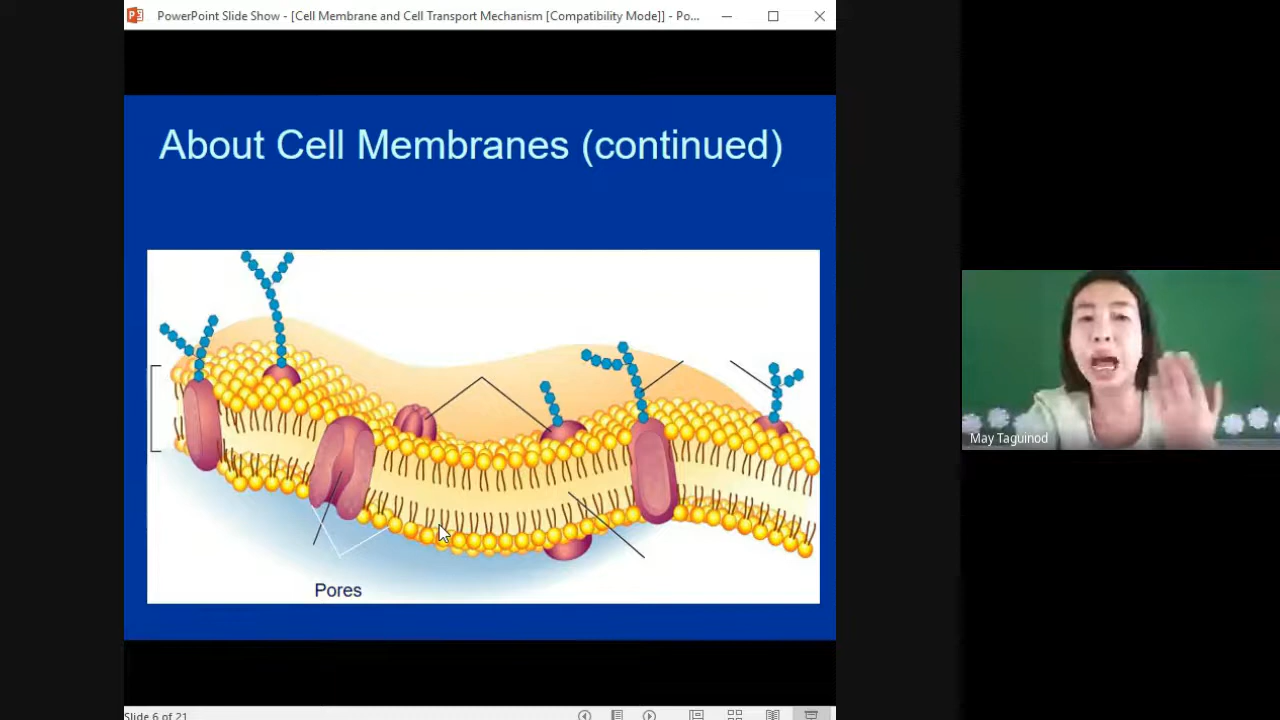 PowerPoint Slide Show - [Cell Membrane and Cell Transport Mechanism [Compatibility Mode]] - Po...
About Cell Membranes (continued)
May Taguinod
Pores
Slide 6 of 21